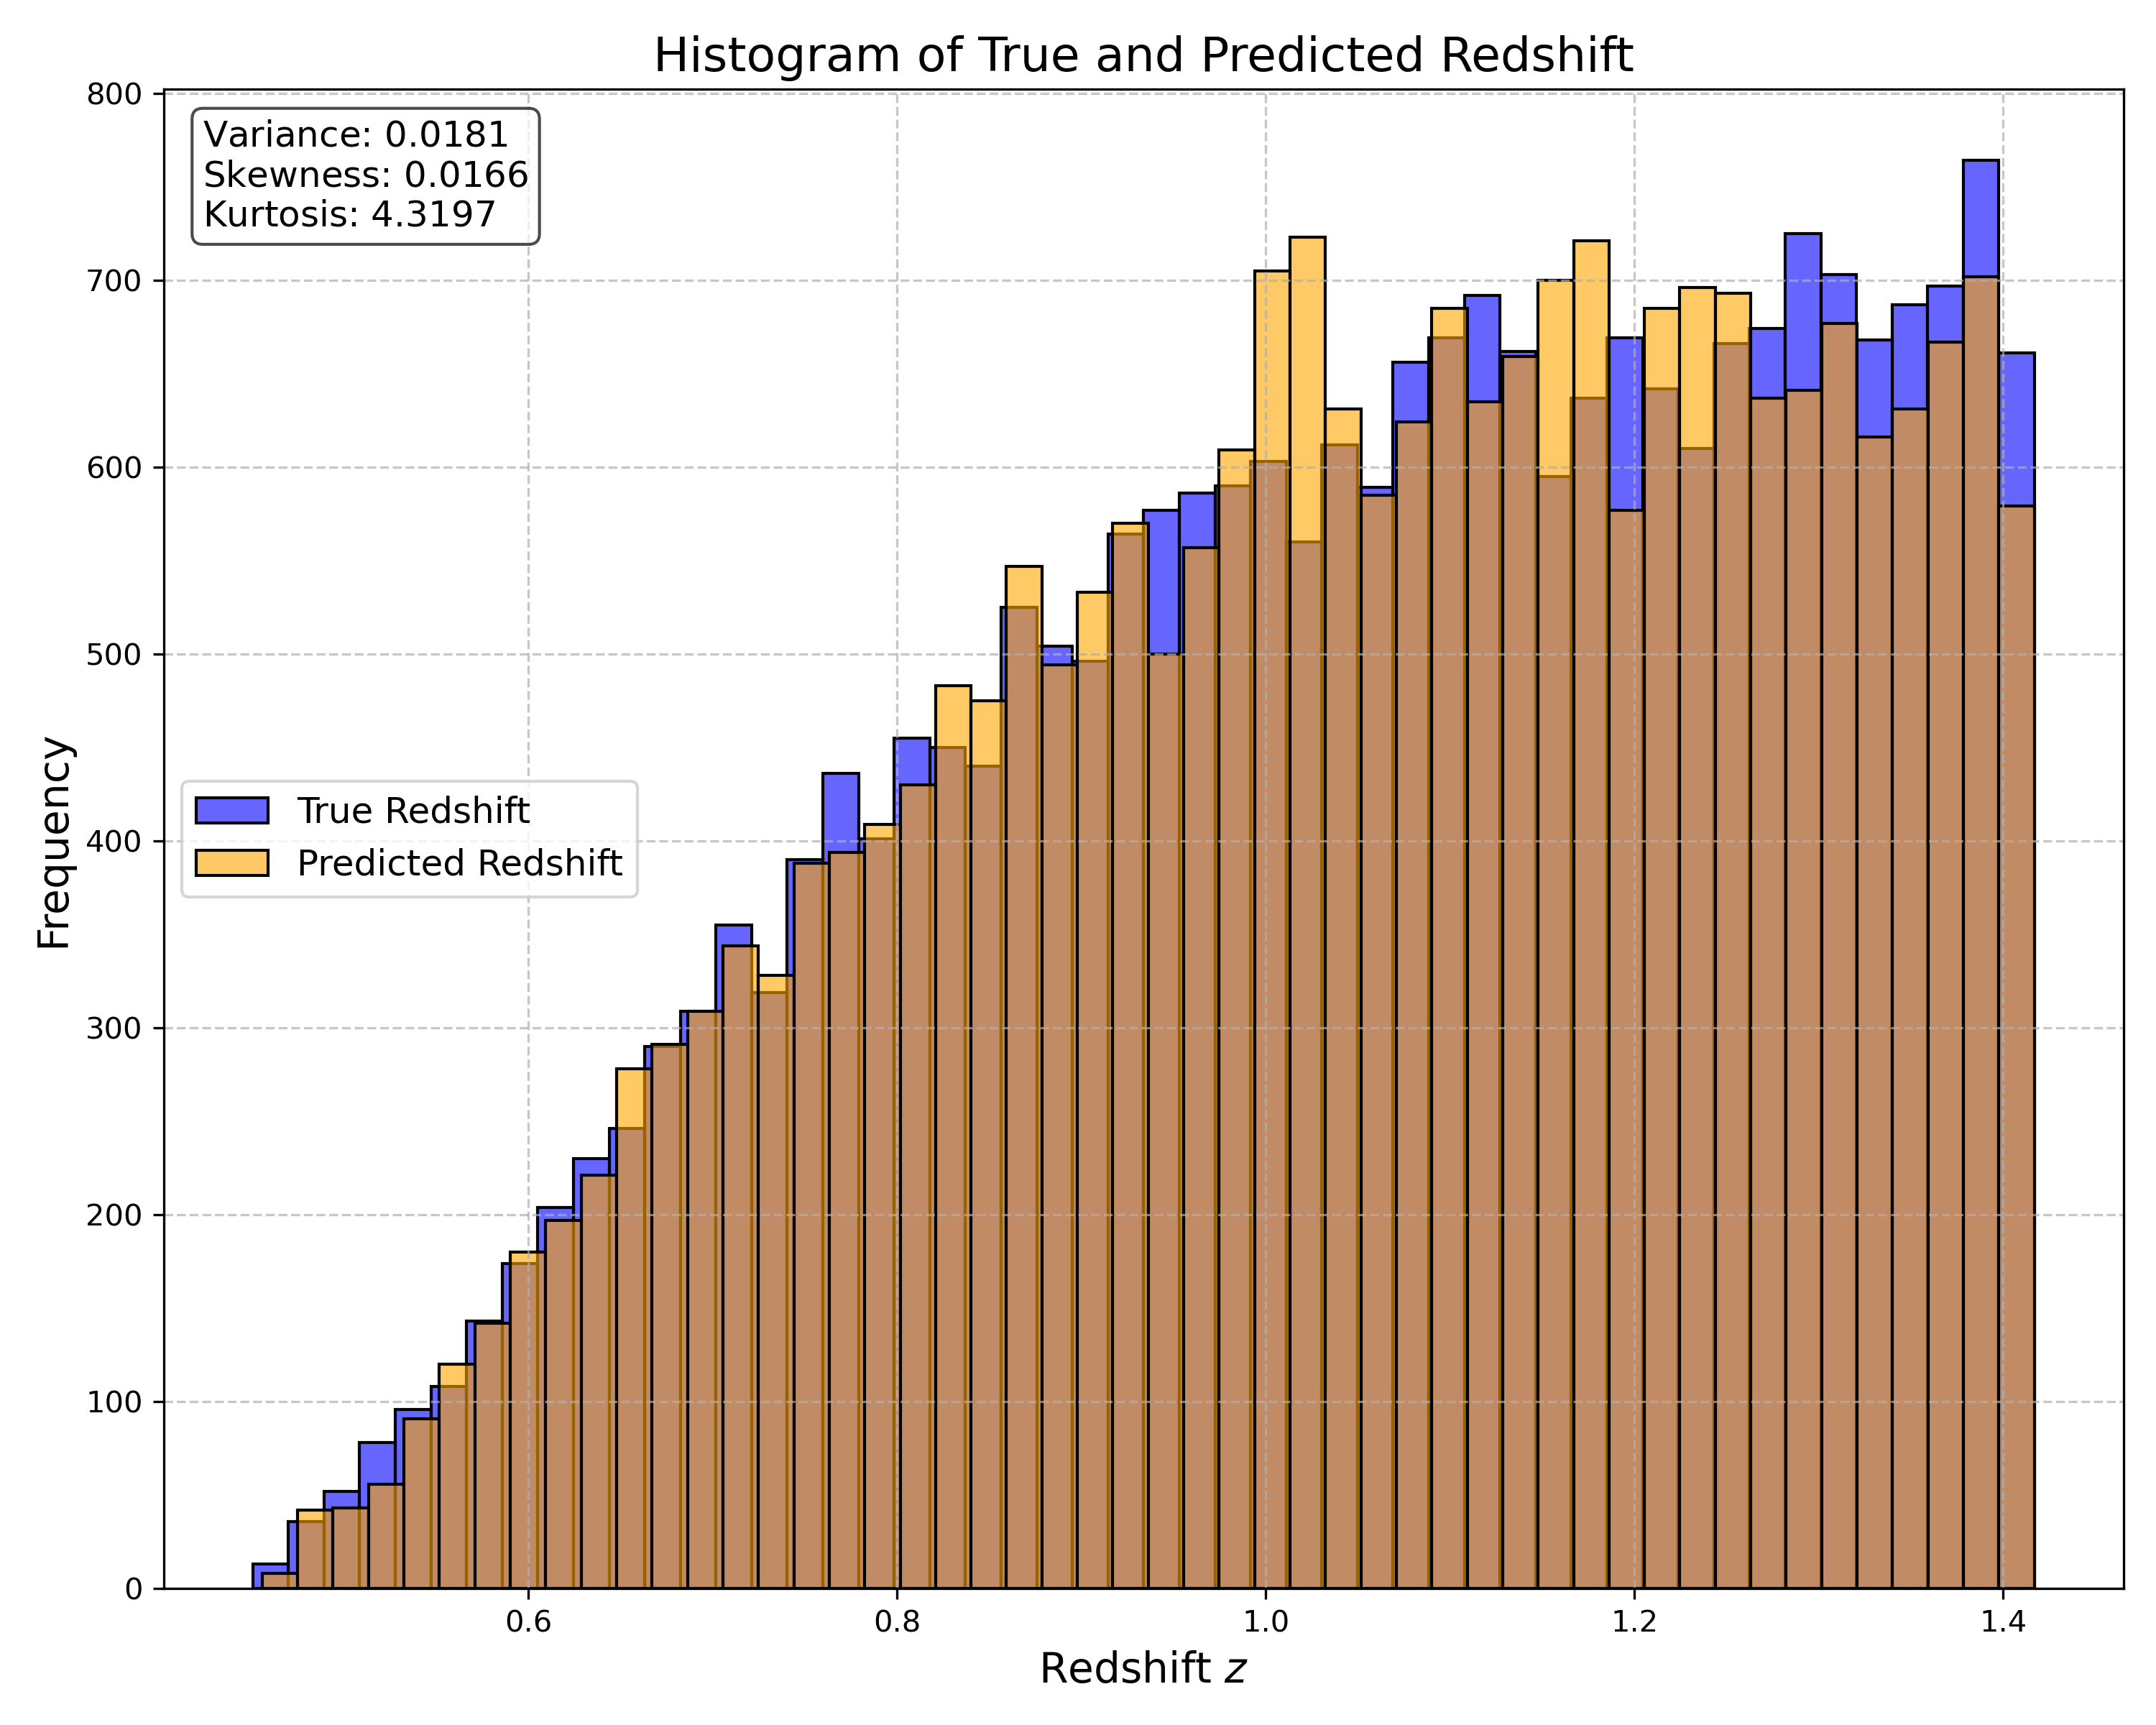 Histogram of True and Predicted Redshift
800
700
600
500
400
300
200
100
0
Frequency
Variance: 0.0181
Skewness: 0.0166
Kurtosis: 4.3197
True Redshift
Predicted Redshift
0.6 0.8 1.0 1.2 1.4
Redshift z